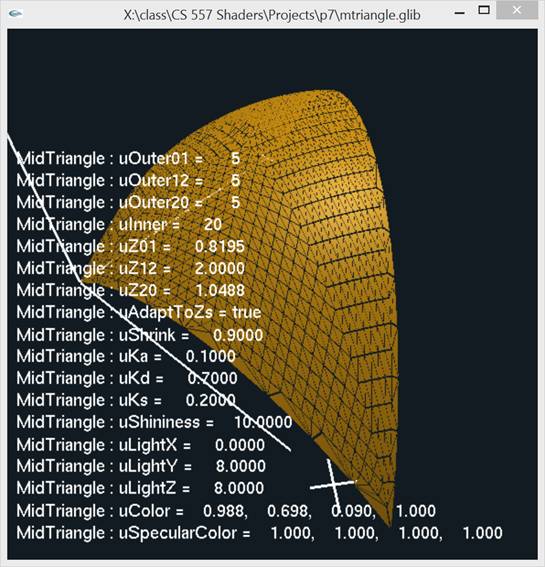 X:\class\CS 557 Shaders\Projects\p7\mtriangle.glib
MidTriangle : uOuter01 = 5
MidTriangle : uOuter12 = 5
MidTriangle : uOuter20 = 5
MidTriangle : uInner = 20
MidTriangle : uZ01 = 0.8195
MidTriangle : uZ12 = 2.0000
MidTriangle : uZ20 = 1.0488
MidTriangle : uAdaptToZs = true
MidTriangle : uShrink = 0.9000
MidTriangle : uKa = 0.1000
MidTriangle : uKd = 0.7000
MidTriangle : uKs = 0.2000
MidTriangle : uShininess = 10.0000
MidTriangle : uLightX = 0.0000
MidTriangle : uLightY = 8.0000
MidTriangle : uLightZ = 8.0000
MidTriangle : uColor = 0.988, 0.698, 0.090, 1.000
MidTriangle : uSpecularColor = 1.000, 1.000, 1.000, 1.000